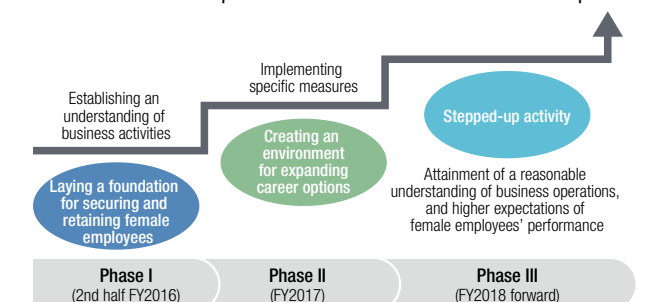 Establishing an
understanding of
business activities
Laying a foundation
for securing and
retaining female
employees
Implementing
specific measures
Creating an
environment
for expanding
career options
Stepped-up activity
Attainment of a reasonable
understanding of business operations,
and higher expectations of
female employees’ performance
Phase I
(2nd half FY2016)
Phase II
(FY2017)
Phase III
(FY2018 forward)